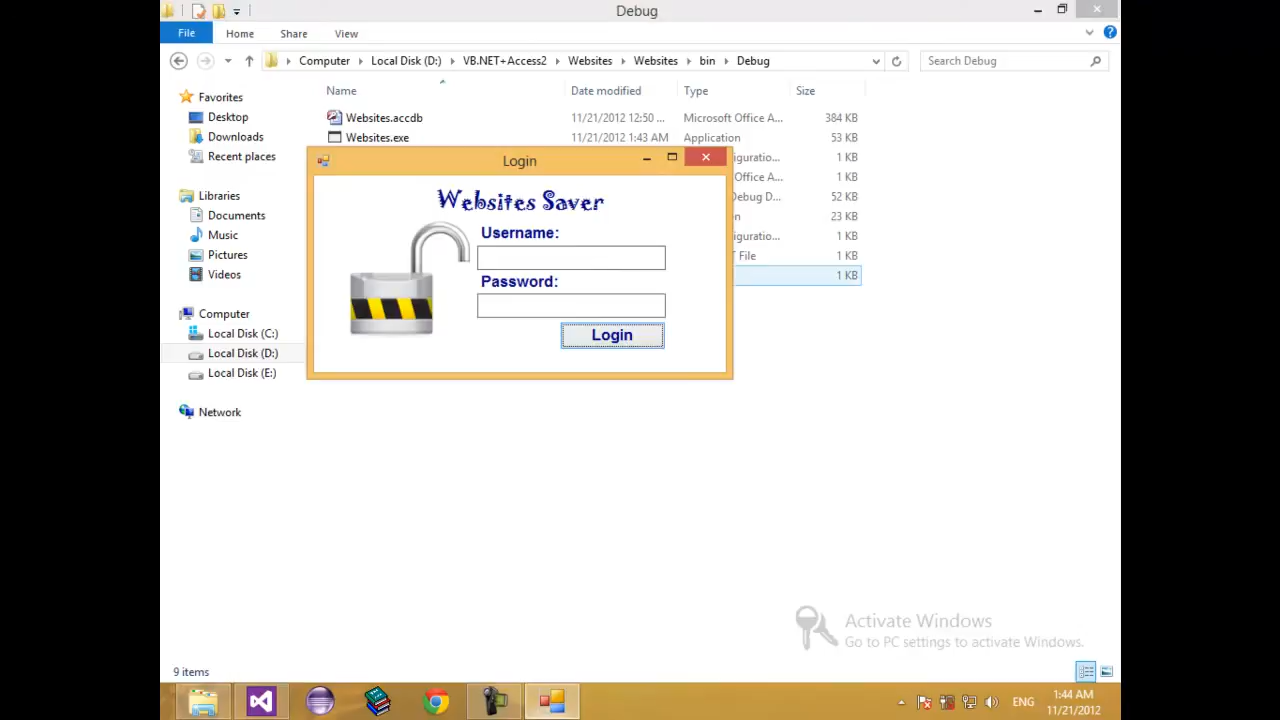 Debug
File Home Share View
Computer Local Disk (D:) VB.NET+Access2 Websites Websites bin Debug
Search Debug
Name Date modified Type Size
Favorites
Desktop
Downloads
Recent places
Libraries
Documents
Music
Pictures
Videos
Computer
Local Disk (C:)
Local Disk (D:)
Local Disk (E:)
Network
Websites.accdb 11/21/2012 12:50 ... Microsoft Office A... 384 KB
Websites.exe 11/21/2012 1:43 AM Application 53 KB
iguratio... 1 KB
Office A... 1 KB
Debug D... 52 KB
n 23 KB
iguratio... 1 KB
T File 1 KB
1 KB
Login
Websites Saver
Username:
Password:
Login
Activate Windows
Go to PC settings to activate Windows.
9 items
ENG
1:44 AM
11/21/2012